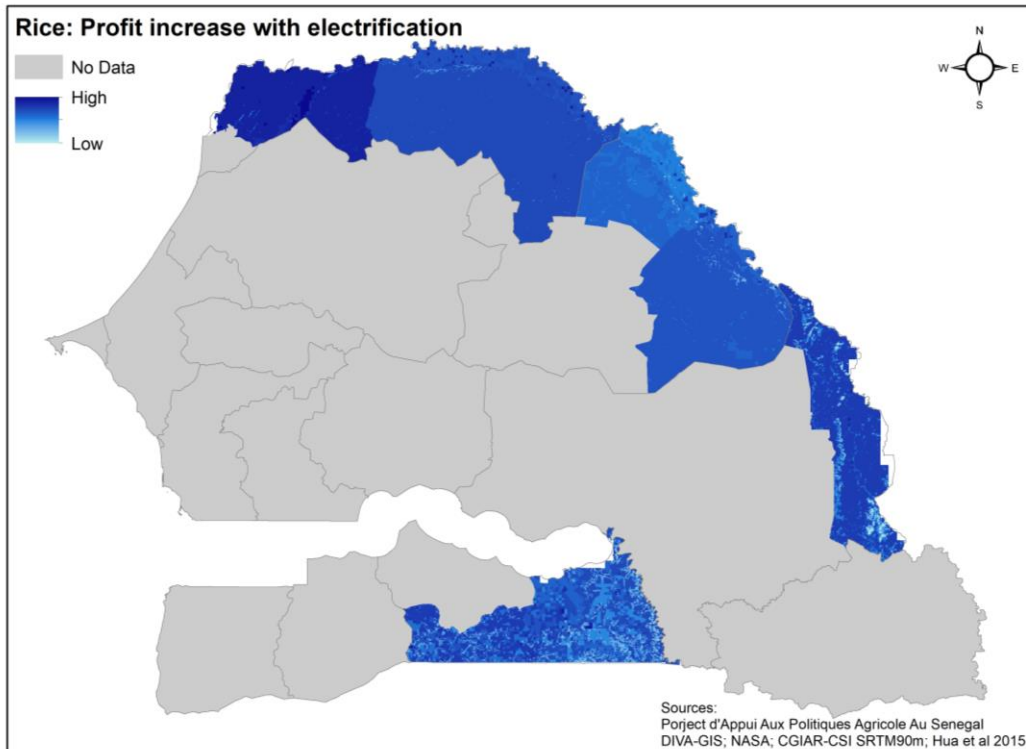 Rice: Profit increase with electrification
No Data
High
Low
N
W E
S
Sources:
Porject d'Appui Aux Politiques Agricole Au Senegal
DIVA-GIS; NASA; CGIAR-CSI SRTM90m; Hua et al 2015